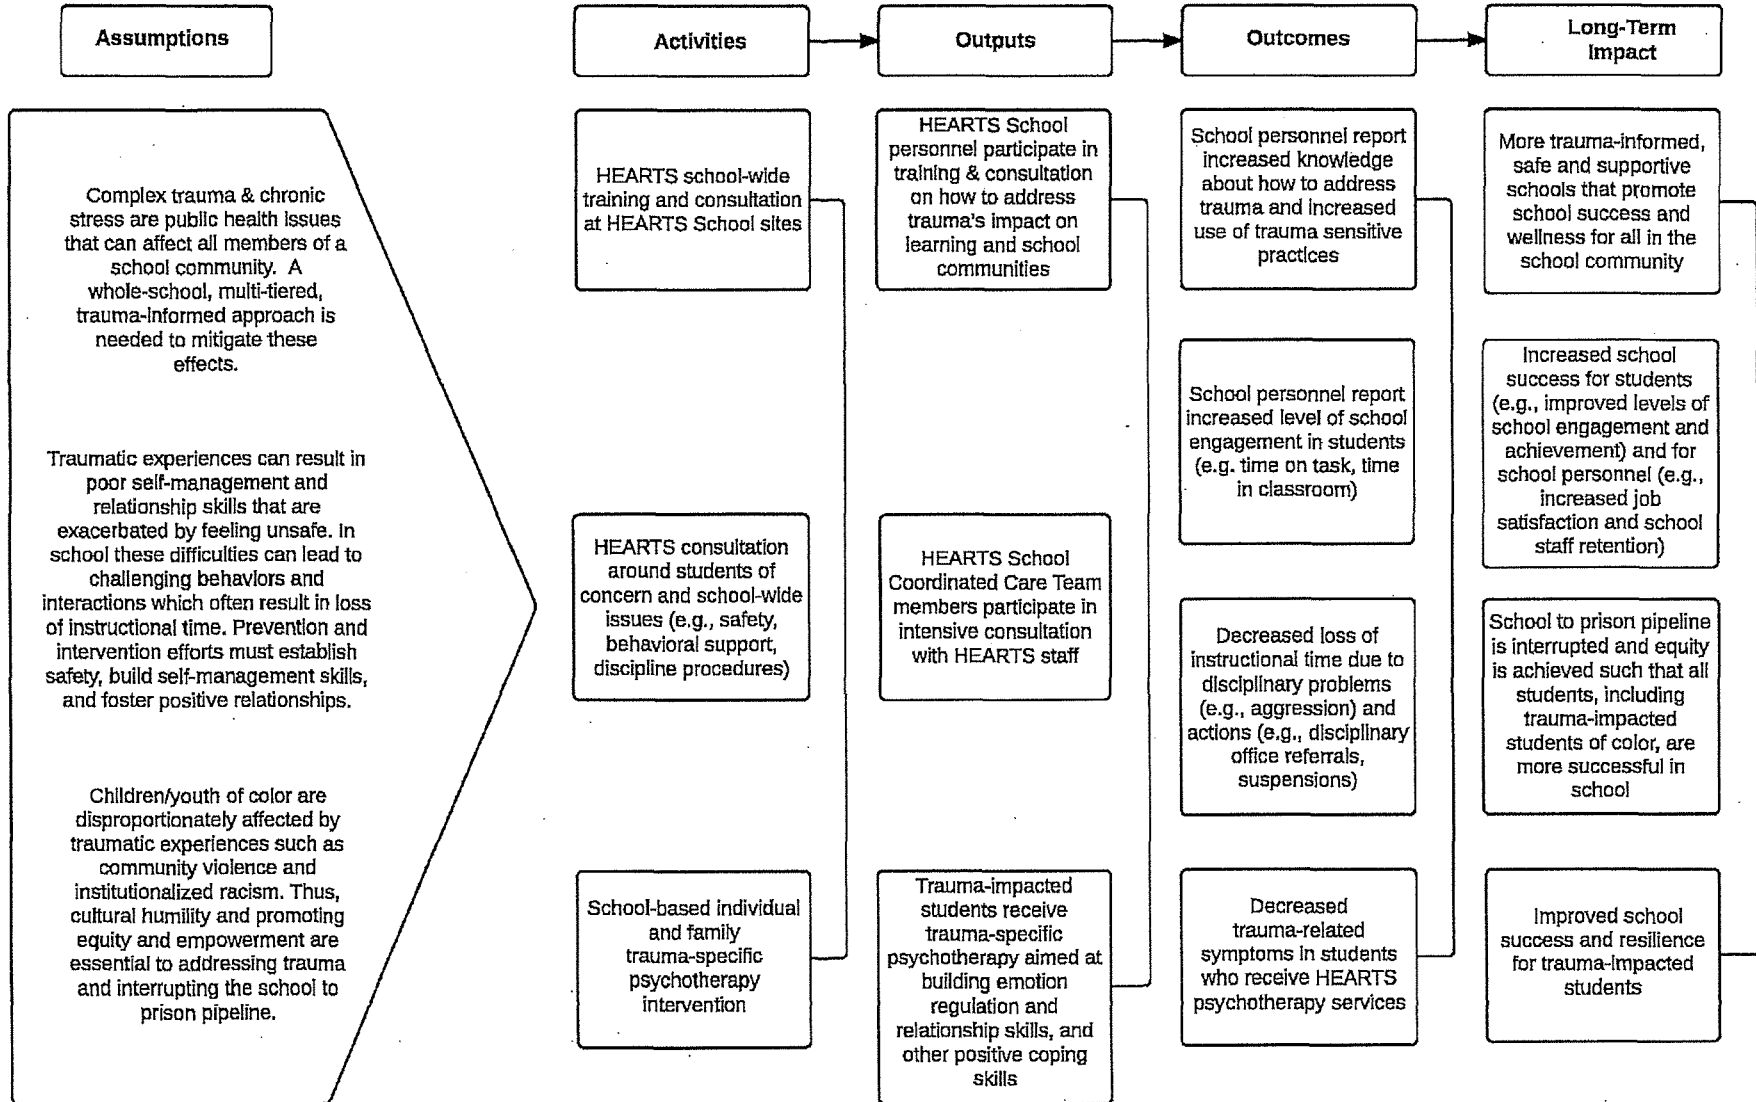 Assumptions
Activities
Outputs
Outcomes
Long-Term
Impact
Complex trauma & chronic
stress are public health issues
that can affect all members of a
school community. A
whole-school, multi-tiered,
trauma-informed approach is
needed to mitigate these
effects.
Traumatic experiences can result in
poor self-management and
relationship skills that are
exacerbated by feeling unsafe. In
school these difficulties can lead to
challenging behaviors and
interactions which often result in loss
of instructional time. Prevention and
intervention efforts must establish
safety, build self-management skills,
and foster positive relationships.
Children/youth of color are
disproportionately affected by
traumatic experiences such as
community violence and
institutionalized racism. Thus,
cultural humility and promoting
equity and empowerment are
essential to addressing trauma
and interrupting the school to
prison pipeline.
HEARTS school-wide
training and consultation
at HEARTS School sites
HEARTS consultation
around students of
concern and school-wide
issues (e.g., safety,
behavioral support,
discipline procedures)
School-based individual
and family
trauma-specific
psychotherapy
intervention
HEARTS School
personnel participate in
training & consultation
on how to address
trauma's impact on
learning and school
communities
HEARTS School
Coordinated Care Team
members participate in
intensive consultation
with HEARTS staff
Trauma-impacted
students receive
trauma-specific
psychotherapy aimed at
building emotion
regulation and
relationship skills, and
other positive coping
skills
School personnel report
increased knowledge
about how to address
trauma and increased
use of trauma sensitive
practices
School personnel report
increased level of school
engagement in students
(e.g. time on task, time
in classroom)
Decreased loss of
instructional time due to
disciplinary problems
(e.g., aggression) and
actions (e.g., disciplinary
office referrals,
suspensions)
Decreased
trauma-related
symptoms in students
who receive HEARTS
psychotherapy services
More trauma-informed,
safe and supportive
schools that promote
school success and
wellness for all in the
school community
Increased school
success for students
(e.g., improved levels of
school engagement and
achievement) and for
school personnel (e.g.,
increased job
satisfaction and school
staff retention)
School to prison pipeline
is interrupted and equity
is achieved such that all
students, including
trauma-impacted
students of color, are
more successful in
school
Improved school
success and resilience
for trauma-impacted
students